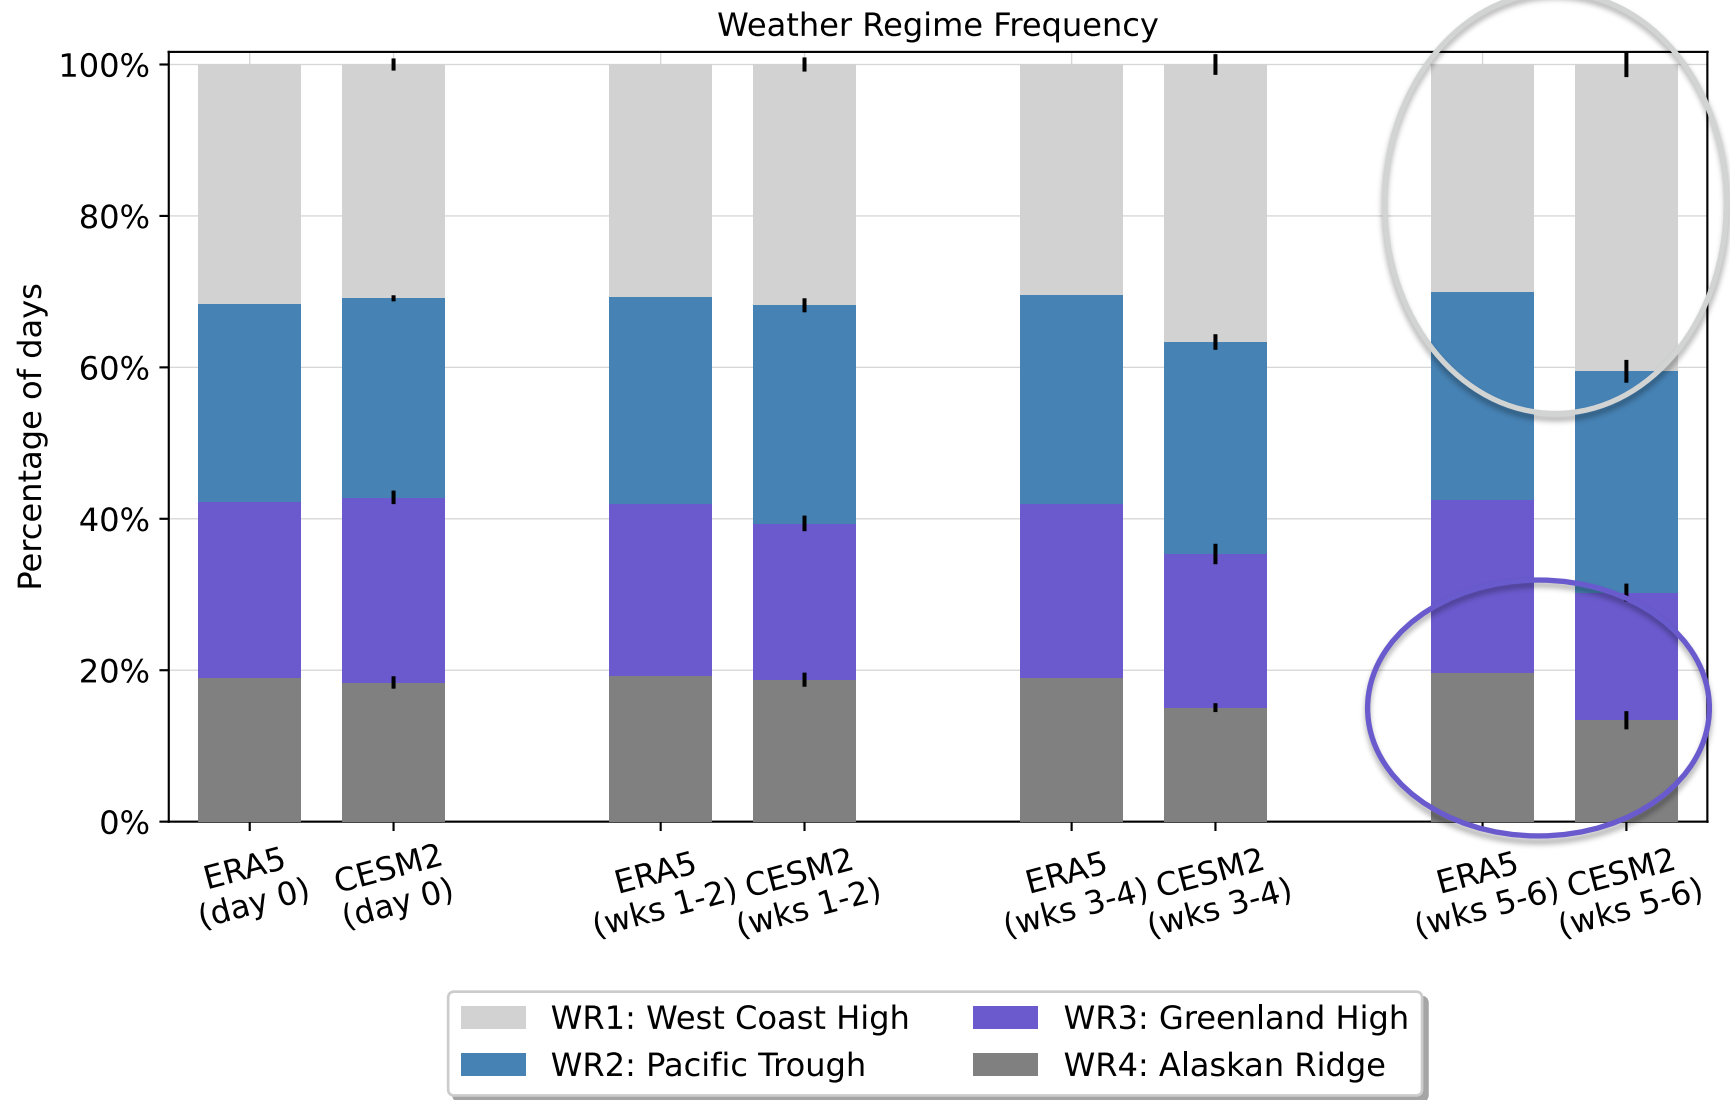 Weather Regime Frequency
100%
80%
60%
40%
20%
0%
Percentage of days
ERA5
(day 0)
CESM2
(day 0)
ERA5
(wks 1-2)
CESM2
(wks 1-2)
ERA5
(wks 3-4)
CESM2
(wks 3-4)
ERA5
(wks 5-6)
CESM2
(wks 5-6)
WR1: West Coast High
WR2: Pacific Trough
WR3: Greenland High
WR4: Alaskan Ridge